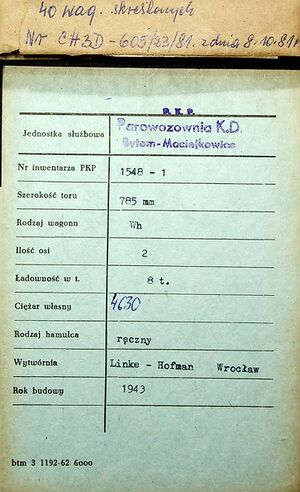 40 wag. skreślonych
Nr CH3D-605/23/81. z dnia 8.10.81r.
P. K. P.
Jednostka służbowa Parowozownia K.D. Bytom-Maciejkowice
Nr inwentarza PKP 1548 - 1
Szerokość toru 785 mm
Rodzaj wagonu Wh
Ilość osi 2
Ładowność w t. 8 t.
Ciężar własny 4630
Rodzaj hamulca ręczny
Wytwórnia Linke - Hofman Wrocław
Rok budowy 1943
btm 3 1192-62 6000